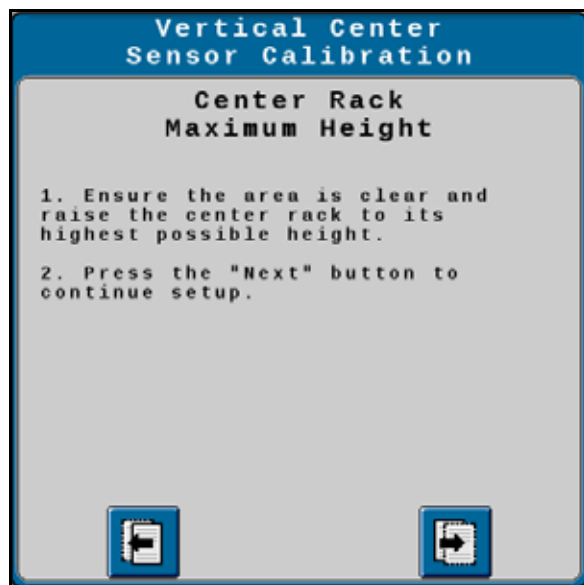 Vertical Center
Sensor Calibration
Center Rack
Maximum Height
1. Ensure the area is clear and
raise the center rack to its
highest possible height.
2. Press the "Next" button to
continue setup.